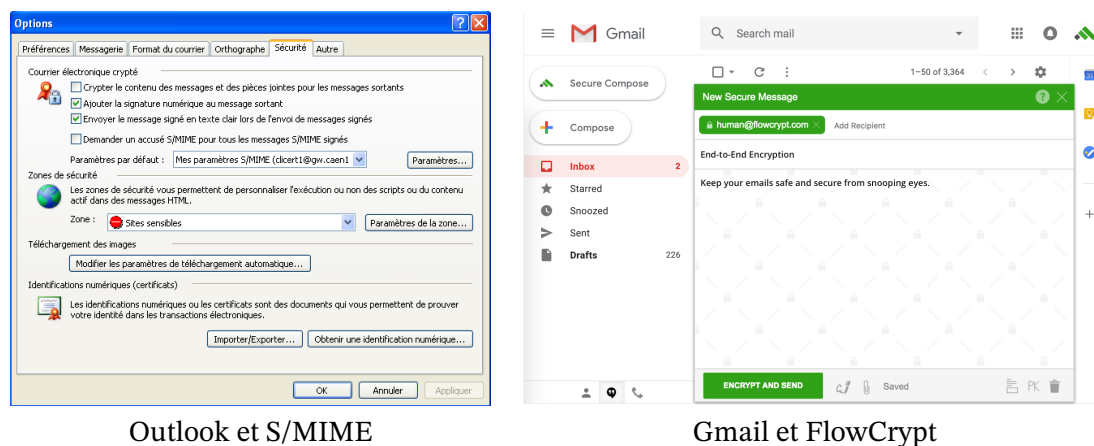 Options
Préférences Messagerie Format du courrier Orthographe Sécurité Autre
Courrier électronique crypté
Crypter le contenu des messages et des pièces jointes pour les messages sortants
Ajouter la signature numérique au message sortant
Envoyer le message signé en texte clair lors de l'envoi de messages signés
Demander un accusé S/MIME pour tous les messages S/MIME signés
Paramètres par défaut : Mes paramètres S/MIME (clicert1@gw.caen1 Paramètres...
Zones de sécurité
Les zones de sécurité vous permettent de personnaliser l'exécution ou non des scripts ou du contenu
actif dans des messages HTML.
Zone : Sites sensibles Paramètres de la zone...
Téléchargement des images
Modifier les paramètres de téléchargement automatique...
Identifications numériques (certificats)
Les identifications numériques ou les certificats sont des documents qui vous permettent de prouver
votre identité dans les transactions électroniques.
Importer/Exporter... Obtenir une identification numérique...
OK Annuler Appliquer
Outlook et S/MIME
Gmail
Search mail
Secure Compose
1–50 of 3,364
Compose
Inbox 2
Starred
Snoozed
Sent
Drafts 226
31
New Secure Message
human@flowcrypt.com Add Recipient
End-to-End Encryption
Keep your emails safe and secure from snooping eyes.
ENCRYPT AND SEND Saved PK
Gmail et FlowCrypt